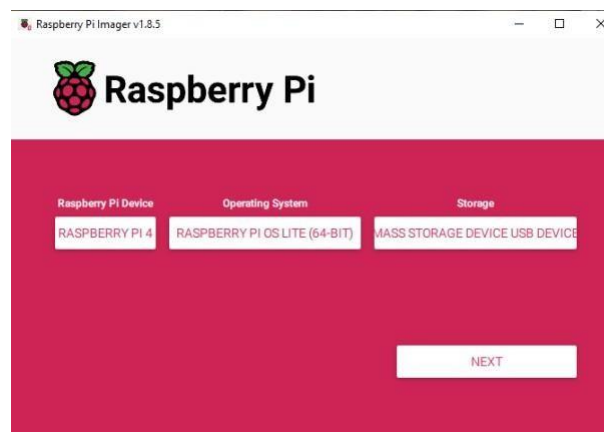 Raspberry Pi Imager v1.8.5
Raspberry Pi
Raspberry Pi Device Operating System Storage
RASPBERRY PI 4 RASPBERRY PI OS LITE (64-BIT) MASS STORAGE DEVICE USB DEVICE
NEXT